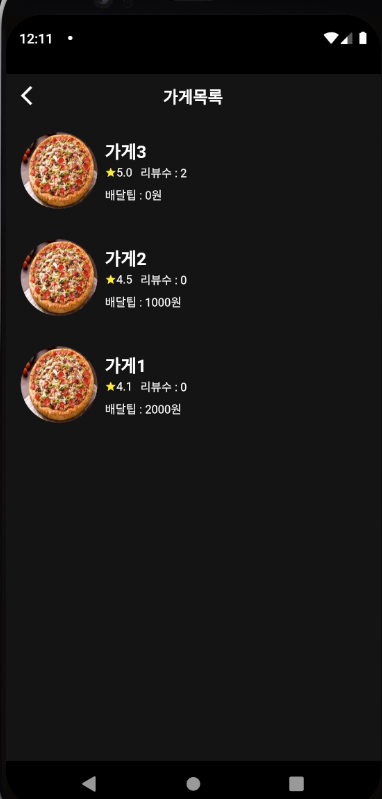 12:11
가게목록
가게3
★5.0 리뷰수 : 2
배달팁 : 0원
가게2
★4.5 리뷰수 : 0
배달팁 : 1000원
가게1
★4.1 리뷰수 : 0
배달팁 : 2000원